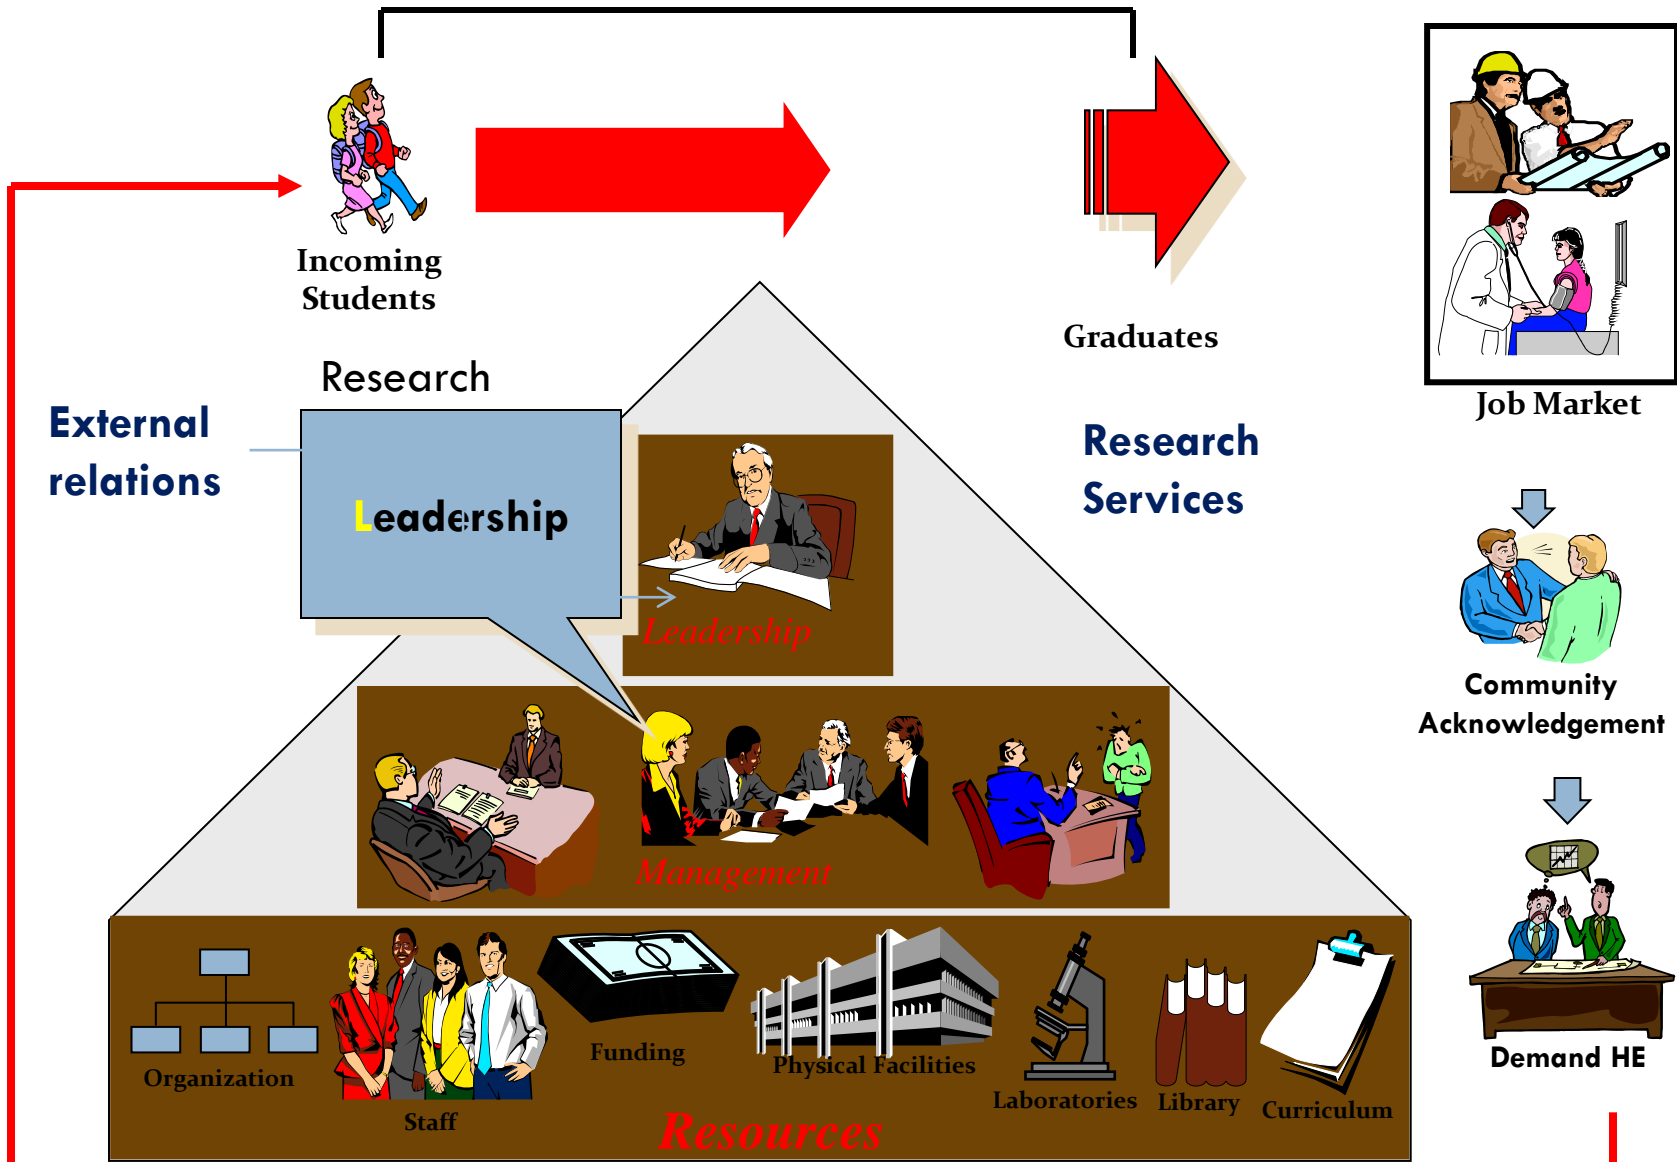 Incoming
Students
Graduates
Job Market
Research
External
relations
Leadership
Research
Services
Leadership
Community
Acknowledgement
Management
Demand HE
Organization
Staff
Funding
Physical Facilities
Laboratories
Library
Curriculum
Resources